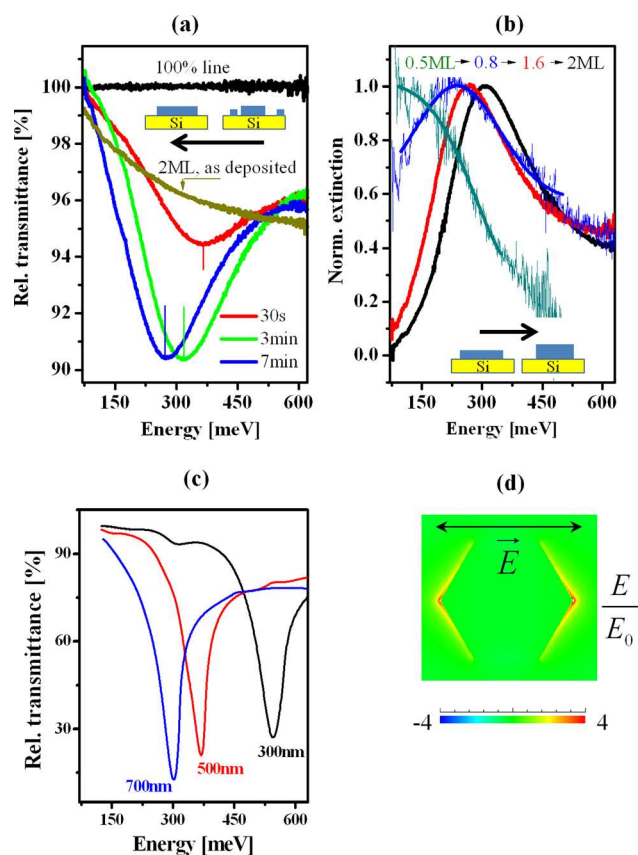 (a)
100% line
Si
Si
2ML, as deposited
30s
3min
7min
100
98
96
94
92
90
Rel. transmittance [%]
150
300
450
600
Energy [meV]
(b)
0.5ML→0.8→1.6→2ML
1.0
0.8
0.6
0.4
0.2
0.0
Norm. extinction
Si
Si
150
300
450
600
Energy [meV]
(c)
90
60
30
Rel. transmittance [%]
700nm
500nm
300nm
150
300
450
600
Energy [meV]
(d)
E
E
E0
-4
4